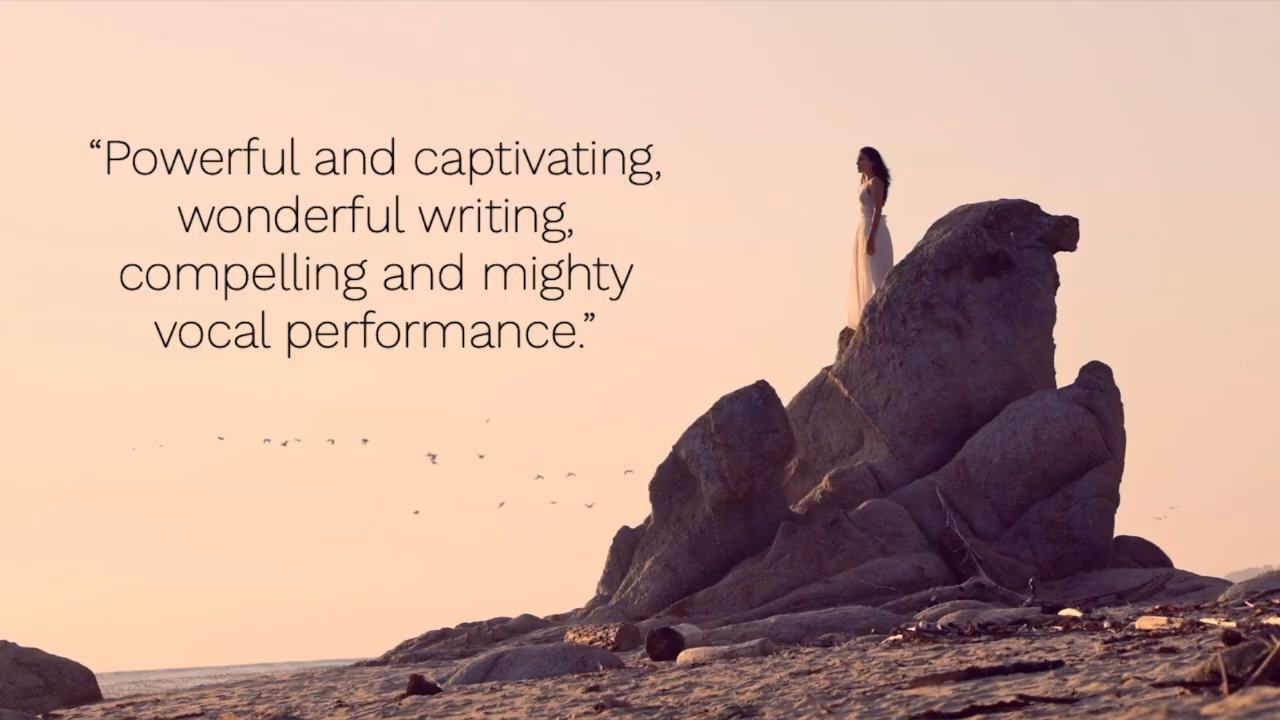 “Powerful and captivating,
wonderful writing,
compelling and mighty
vocal performance.”